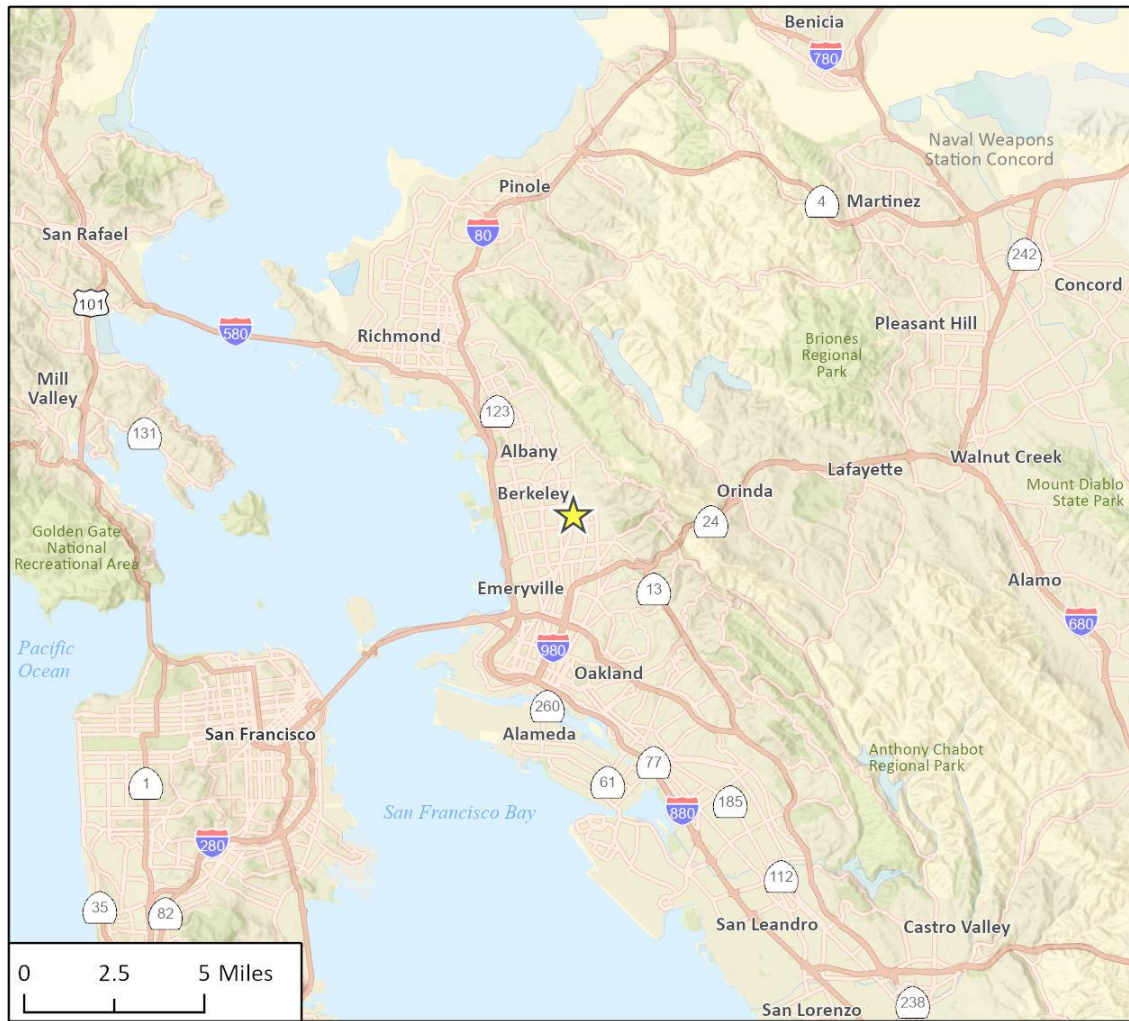 Benicia
780
Naval Weapons
Station Concord
Pinole
4
Martinez
80
San Rafael
242
101
Concord
580
Richmond
Pleasant Hill
Briones
Regional
Park
Mill
Valley
123
131
Albany
Lafayette
Walnut Creek
Berkeley
Orinda
Mount Diablo
State Park
24
Golden Gate
National
Recreational Area
Emeryville
13
Alamo
680
Pacific
Ocean
980
Oakland
260
San Francisco
Alameda
Anthony Chabot
Regional Park
77
1
61
185
San Francisco Bay
880
280
112
35
82
San Leandro
Castro Valley
0 2.5 5 Miles
238
San Lorenzo